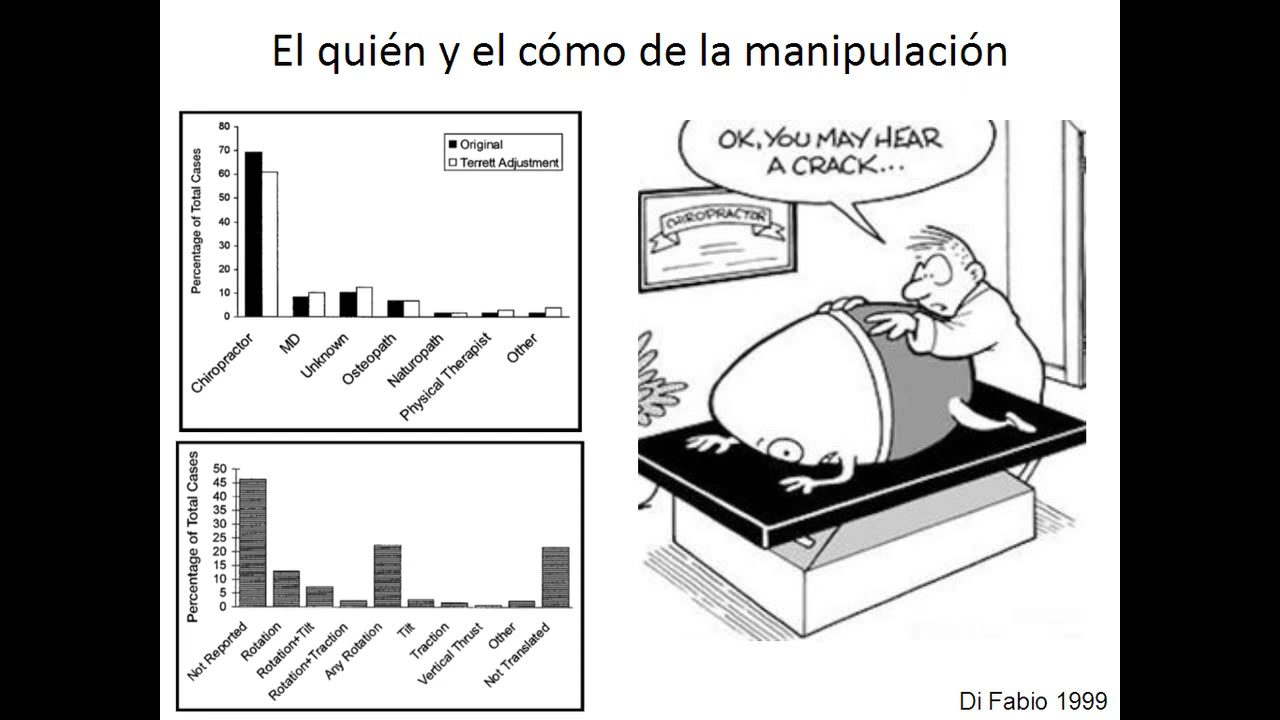 El quién y el cómo de la manipulación
Percentage of Total Cases
80
70
60
50
40
30
20
10
0
Original
Terrett Adjustment
Chiropractor
MD
Unknown
Osteopath
Naturopath
Physical Therapist
Other
Percentage of Total Cases
50
45
40
35
30
25
20
15
10
5
0
Not Reported
Rotation
Rotation+Tilt
Rotation+Traction
Any Rotation
Tilt
Traction
Vertical Thrust
Other
Not Translated
OK, YOU MAY HEAR
A CRACK...
CHIROPRACTOR
Di Fabio 1999